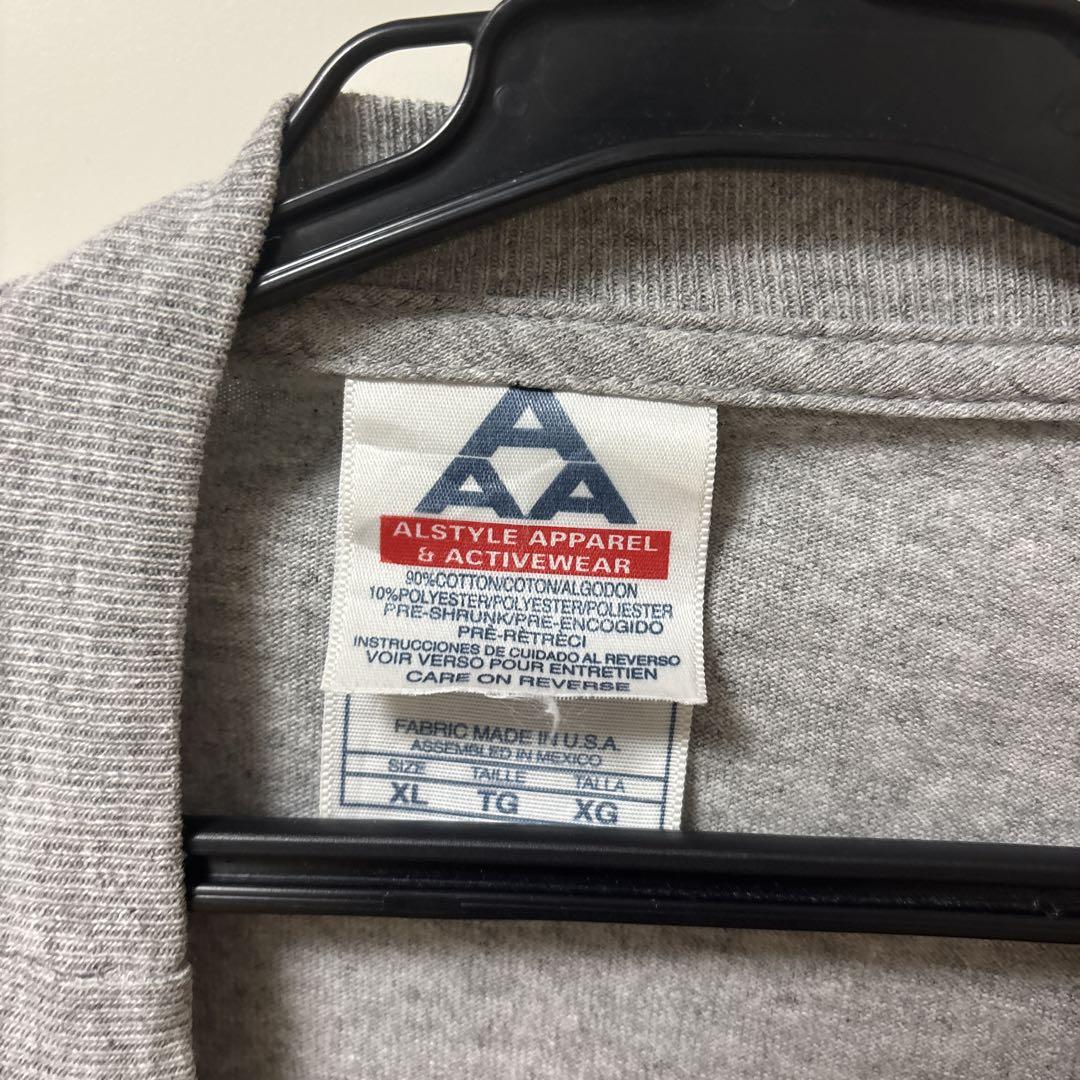 A
A A
ALSTYLE APPAREL
& ACTIVEWEAR
90%COTTON/COTON/ALGODON
10%POLYESTER/POLYESTER/POLIESTER
PRE-SHRUNK/PRE-ENCOGIDO
PRÉ-RÉTRÉCI
INSTRUCCIONES DE CUIDADO AL REVERSO
VOIR VERSO POUR ENTRETIEN
CARE ON REVERSE
FABRIC MADE IN U.S.A.
ASSEMBLED IN MEXICO
SIZE TAILLE TALLA
XL TG XG